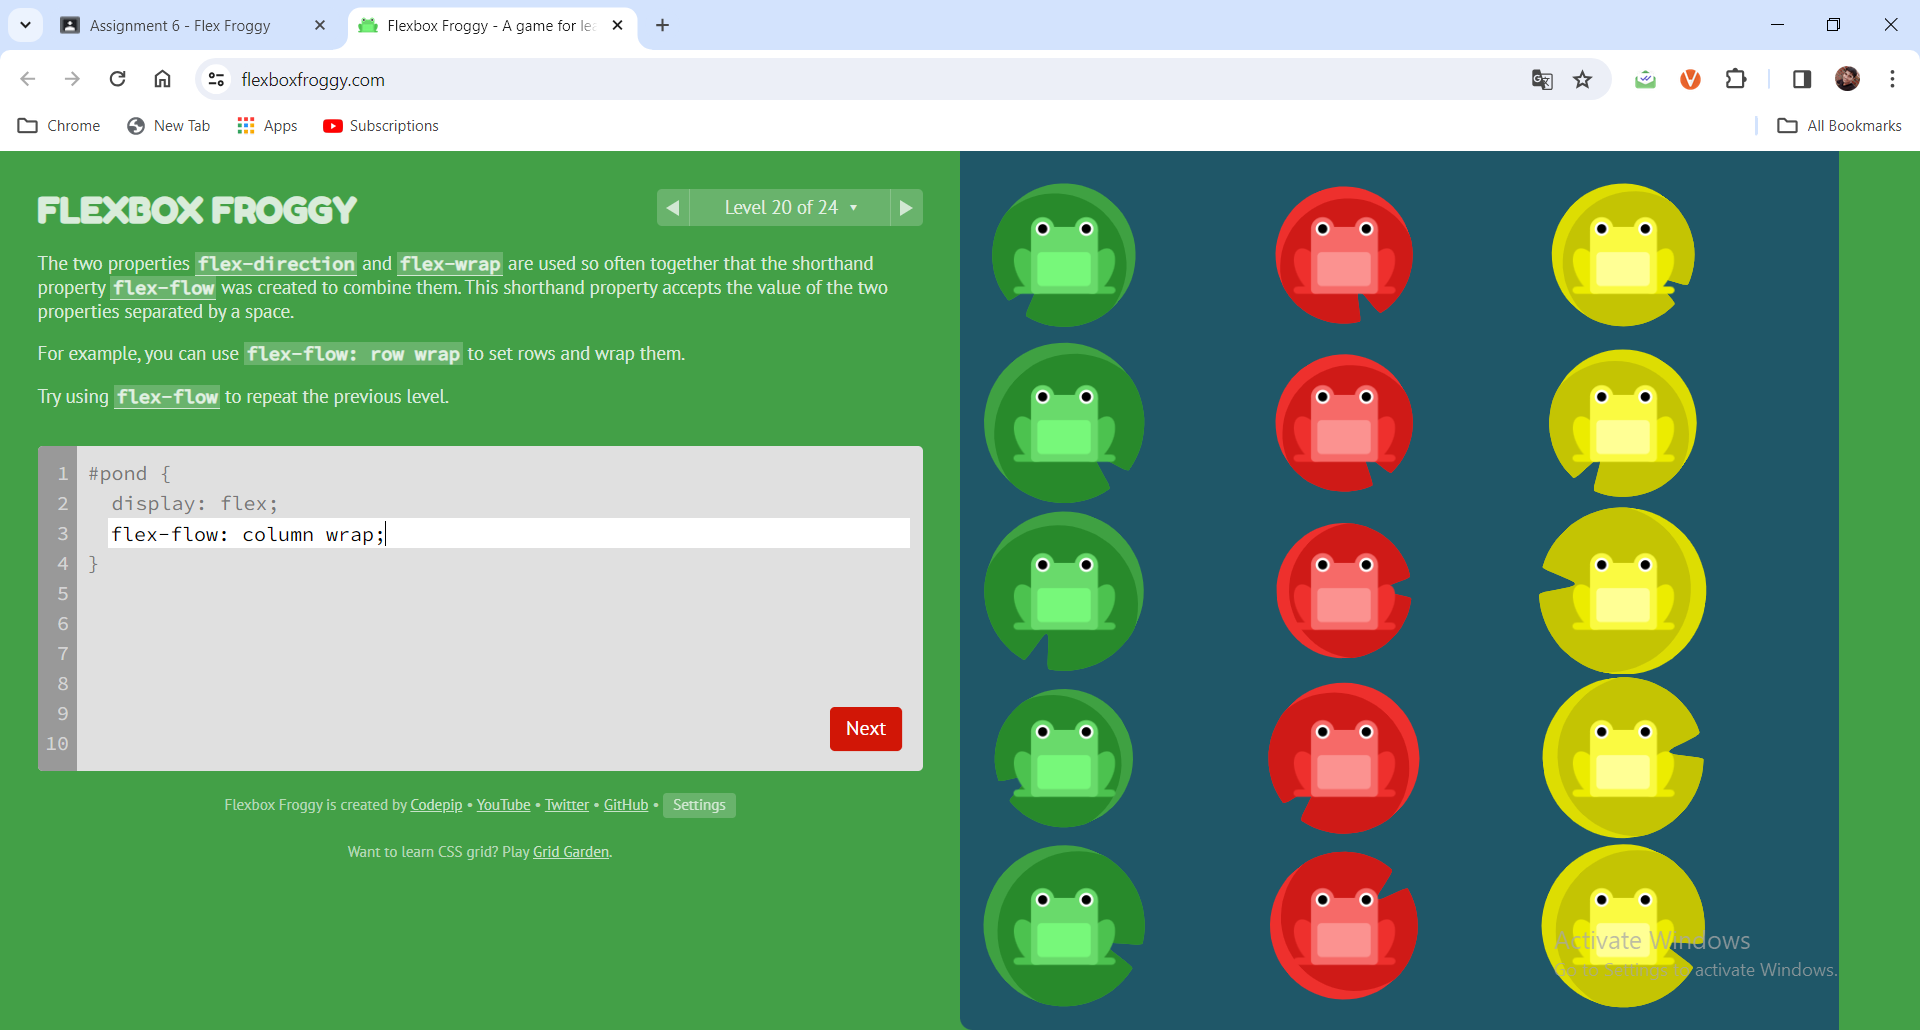 Assignment 6 - Flex Froggy
Flexbox Froggy - A game for lea
flexboxfroggy.com
Chrome
New Tab
Apps
Subscriptions
All Bookmarks
FLEXBOX FROGGY
Level 20 of 24
The two properties flex-direction and flex-wrap are used so often together that the shorthand
property flex-flow was created to combine them. This shorthand property accepts the value of the two
properties separated by a space.
For example, you can use flex-flow: row wrap to set rows and wrap them.
Try using flex-flow to repeat the previous level.
1 #pond {
2 display: flex;
3 flex-flow: column wrap;
4 }
5
6
7
8
9
10
Next
Flexbox Froggy is created by Codepip • YouTube • Twitter • GitHub • Settings
Want to learn CSS grid? Play Grid Garden.
Activate Windows
Go to Settings to activate Windows.